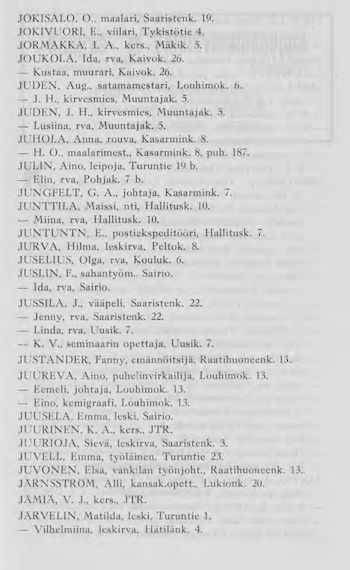 JOKISALO, O., maalari, Saaristenk. 19.
JOKIVUORI, E., viilari, Tykistötie 4.
JORMAKKA, I. A., kers., Mäkik. 5.
JOUKOLA, Ida, rva, Kaivok. 26.
— Kustaa, muurari, Kaivok. 26.
JUDEN, Aug., satamamestari, Louhimok. 6.
— J. H., kirvesmies, Muuntajak. 5.
JUDEN, J. H., kirvesmies, Muuntajak. 5.
— Lusiina, rva, Muuntajak. 5.
JUHOLA, Anna, rouva, Kasarmink. 8.
— H. O., maalarimest., Kasarmink. 8, puh. 187.
JULIN, Aino, leipoja, Turuntie 19 b.
— Elin, rva, Pohjak. 7 b.
JUNGFELT, G. A., johtaja, Kasarmink. 7.
JUNTTILA, Maissi, nti, Hallitusk. 10.
— Miina, rva, Hallitusk. 10.
JUNTUNTN, E., postiekspeditööri, Hallitusk. 7.
JURVA, Hilma, leskirva, Peltok. 8.
JUSELIUS, Olga, rva, Kouluk. 6.
JUSLIN, F., sahantyöm., Sairio.
— Ida, rva, Sairio.
JUSSILA, J., vääpeli, Saaristenk. 22.
— Jenny, rva, Saaristenk. 22.
— Linda, rva, Uusik. 7.
— K. V., seminaarin opettaja, Uusik. 7.
JUSTANDER, Fanny, emännöitsijä, Raatihuoneenk. 13.
JUUREVA, Aino, puhelinvirkailija, Louhimok. 13.
— Eemeli, johtaja, Louhimok. 13.
— Eino, kemigraafi, Louhimok. 13.
JUUSELA, Emma, leski, Sairio.
JUURINEN, K. A., kers., JTR.
JUURIOJA, Sievä, leskirva, Saaristenk. 3.
JUVELL, Emma, työläinen, Turuntie 23.
JUVONEN, Elsa, vankilan työnjoht., Raatihuoneenk. 13.
JÄRNSSTRÖM, Alli, kansak.opett., Lukionk. 20.
JÄMIÄ, V. J., kers., JTR.
JÄRVELIN, Matilda, leski, Turuntie 1.
— Vilhelmiina, leskirva, Hätilänk. 4.